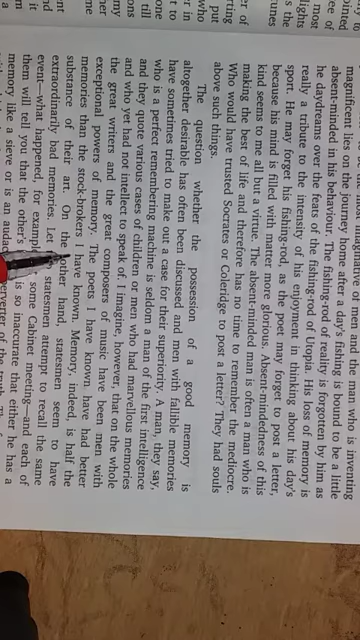 imaginative of men, and the man who is inventing
magnificent lies on the journey home after a day's fishing is bound to be a little
absent-minded in his behaviour. The fishing-rod of reality is forgotten by him as
he daydreams over the feats of the fishing-rod of Utopia. His loss of memory is
really a tribute to the intensity of his enjoyment in thinking about his day's
sport. He may forget his fishing-rod, as the poet may forget to post a letter,
because his mind is filled with matter more glorious. Absent-mindedness of this
kind seems to me all but a virtue. The absent-minded man is often a man who is
making the best of life and therefore has no time to remember the mediocre.
Who would have trusted Socrates or Coleridge to post a letter? They had souls
above such things.
The question whether the possession of a good memory is
altogether desirable has often been discussed and men with fallible memories
have sometimes tried to make out a case for their superiority. A man, they say,
who is a perfect remembering machine is seldom a man of the first intelligence
and they quote various cases of children or men who had marvellous memories
and who yet had not intellect to speak of. I imagine, however, that on the whole
the great writers and the great composers of music have been men with
exceptional powers of memory. The poets I have known have had better
memories than the stock-brokers I have known. Memory, indeed, is half the
substance of their art. On the other hand, statesmen seem to have
extraordinarily bad memories. Let statesmen attempt to recall the same
event—what happened, for example, some Cabinet meeting—and each of
them will tell you that the other's is so inaccurate that either he has a
memory like a sieve or is an audacious perverter of the truth.